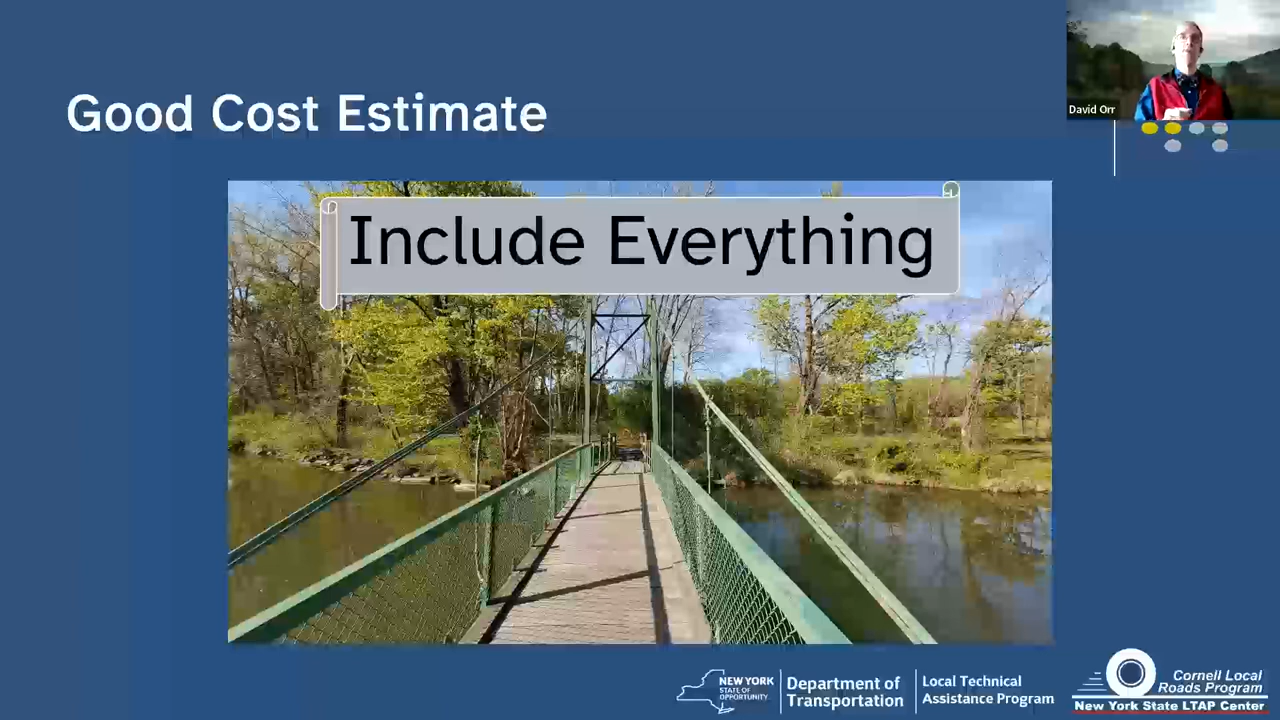 David Orr
Good Cost Estimate
Include Everything
NEW YORK
STATE OF
OPPORTUNITY
Department of
Transportation
Local Technical
Assistance Program
Cornell Local
Roads Program
New York State LTAP Center